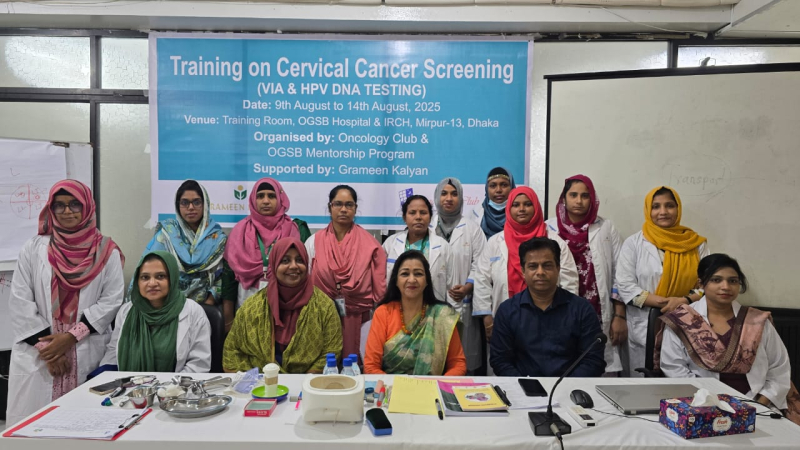 Training on Cervical Cancer Screening
(VIA & HPV DNA TESTING)
Date: 9th August to 14th August, 2025
Venue: Training Room, OGSB Hospital & IRCH, Mirpur-13, Dhaka
Organised by: Oncology Club &
OGSB Mentorship Program
Supported by: Grameen Kalyan
GRAMEEN
Club